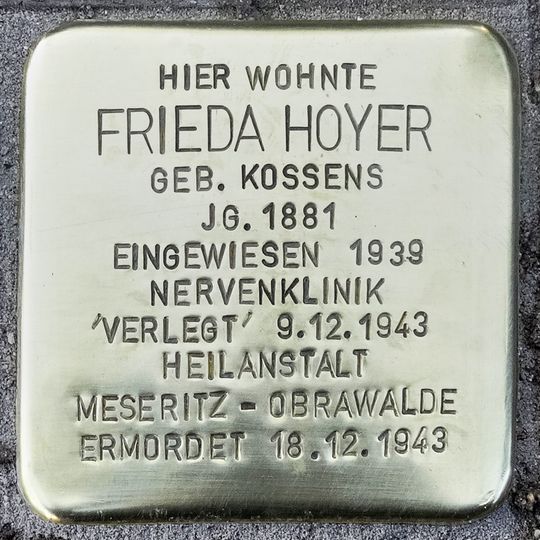 HIER WOHNTE
FRIEDA HOYER
GEB. KOSSENS
JG. 1881
EINGEWIESEN 1939
NERVENKLINIK
'VERLEGT' 9.12.1943
HEILANSTALT
MESERITZ - OBRAWALDE
ERMORDET 18.12.1943